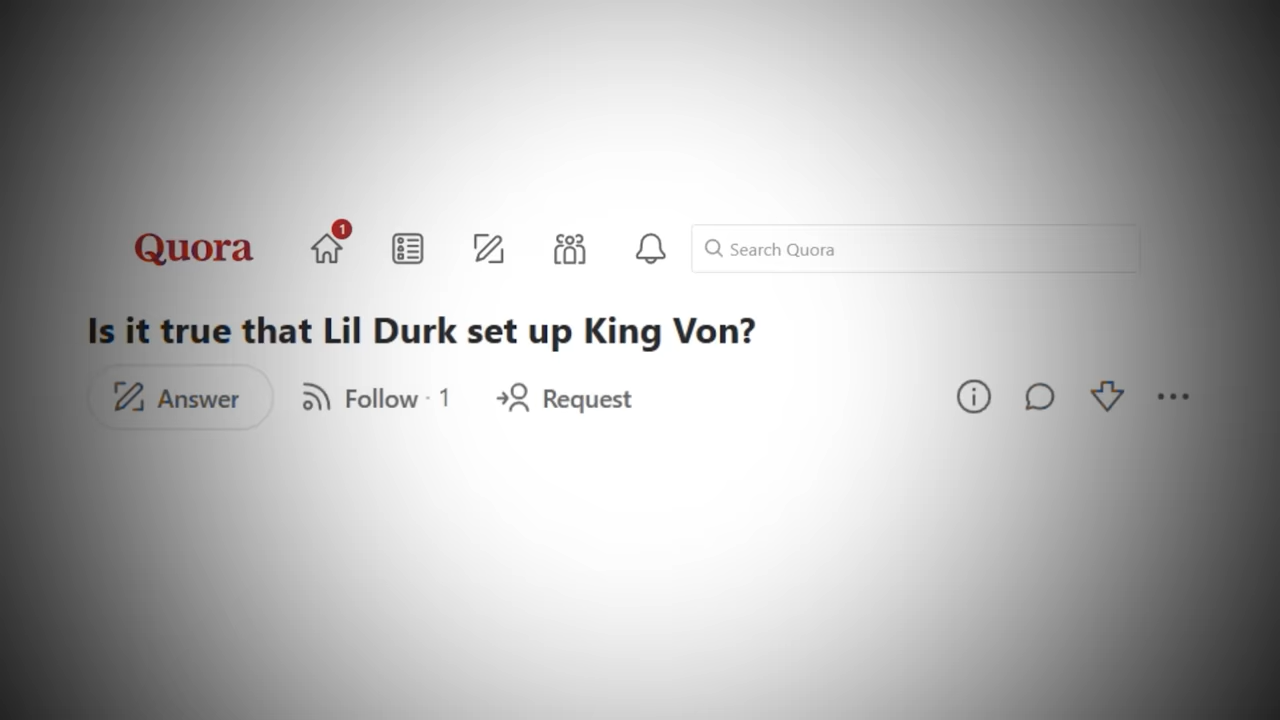 Quora 1 Search Quora
Is it true that Lil Durk set up King Von?
Answer Follow · 1 Request